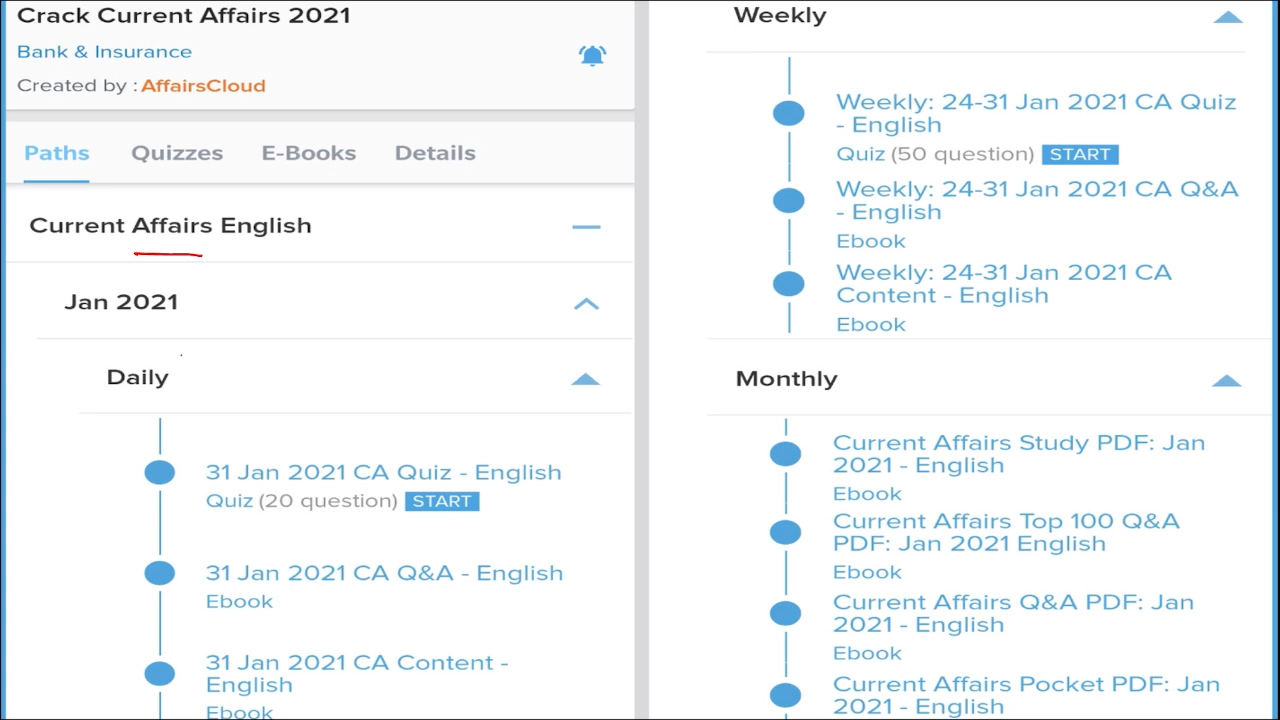 Crack Current Affairs 2021
Bank & Insurance
Created by : AffairsCloud
Paths Quizzes E-Books Details
Current Affairs English
Jan 2021
Daily
31 Jan 2021 CA Quiz - English
Quiz (20 question) START
31 Jan 2021 CA Q&A - English
Ebook
31 Jan 2021 CA Content -
English
Ebook
Weekly
Weekly: 24-31 Jan 2021 CA Quiz
- English
Quiz (50 question) START
Weekly: 24-31 Jan 2021 CA Q&A
- English
Ebook
Weekly: 24-31 Jan 2021 CA
Content - English
Ebook
Monthly
Current Affairs Study PDF: Jan
2021 - English
Ebook
Current Affairs Top 100 Q&A
PDF: Jan 2021 English
Ebook
Current Affairs Q&A PDF: Jan
2021 - English
Ebook
Current Affairs Pocket PDF: Jan
2021 - English